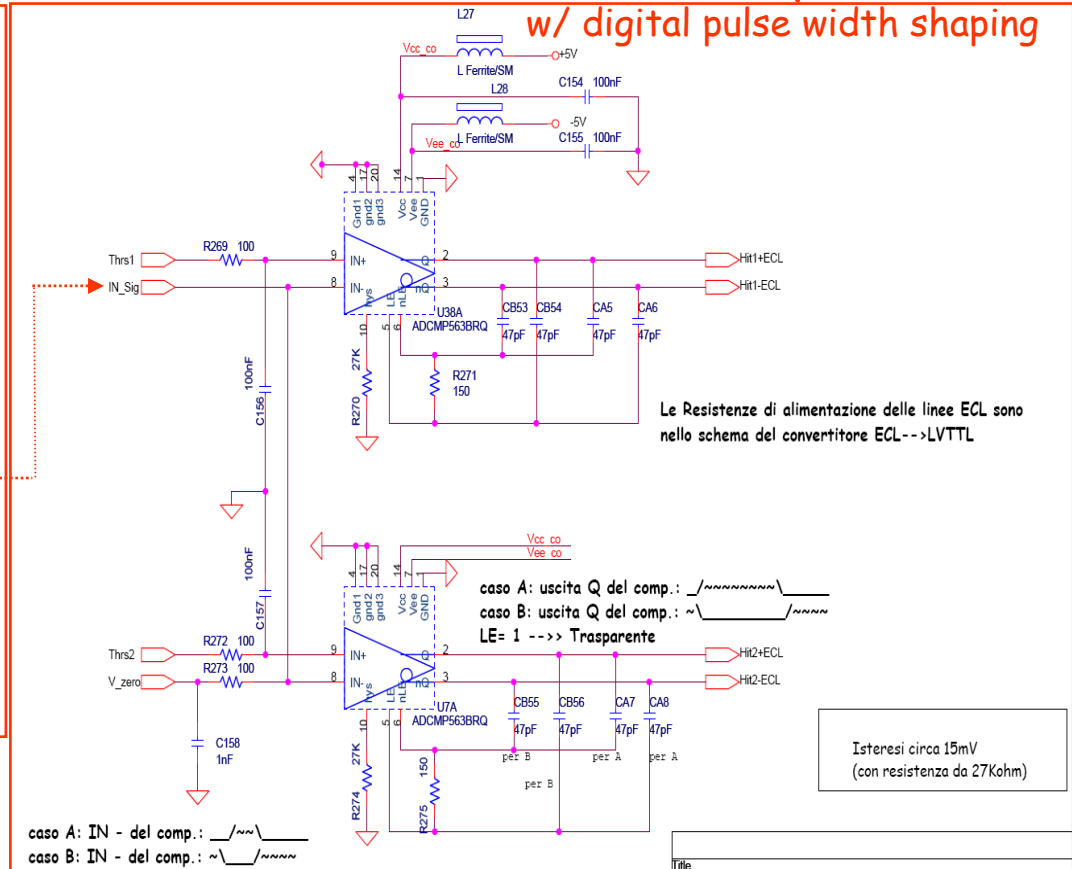 w/ digital pulse width shaping
L27
Vcc_co
+5V
L Ferrite/SM
C154 100nF
L28
-5V
L Ferrite/SM
C155 100nF
Vee_co
4 17 20 14 7 1
Gnd1 gnd2 gnd3 Vcc Vee GND
Thrs1
R269 100
9 IN+
Q 2
Hit1+ECL
IN_Sig
8 IN-
nQ 3
Hit1-ECL
hys LE nLE
10 5 6
U38A
ADCMP563BRQ
CB53 CB54 CA5 CA6
47pF 47pF 47pF 47pF
27K
R270
R271
150
100nF
C156
Le Resistenze di alimentazione delle linee ECL sono
nello schema del convertitore ECL-->LVTTL
100nF
C157
Vcc co
Vee co
4 17 20 14 7 1
Gnd1 gnd2 gnd3 Vcc Vee GND
caso A: uscita Q del comp.: _/~~~~~~~~\_____
caso B: uscita Q del comp.: ~\________/~~~~
LE= 1 -->> Trasparente
Thrs2
R272 100
9 IN+
Q 2
Hit2+ECL
R273 100
V_zero
8 IN-
nQ 3
Hit2-ECL
hys LE nLE
10 5 6
U7A
ADCMP563BRQ
CB55 CB56 CA7 CA8
47pF 47pF 47pF 47pF
per B per A per A
per B
C158
1nF
27K
R274
150
R275
Isteresi circa 15mV
(con resistenza da 27Kohm)
caso A: IN - del comp.: __/~~\_____
caso B: IN - del comp.: ~\___/~~~~
Title